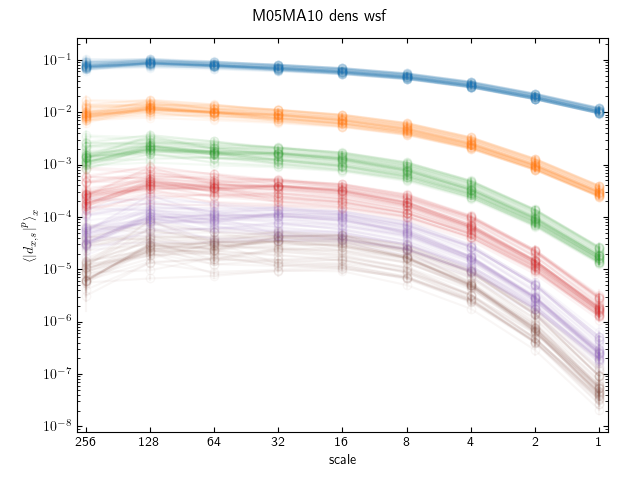 M05MA10 dens wsf
⟨|d_{x,s}|^p⟩_x
10^{-1}
10^{-2}
10^{-3}
10^{-4}
10^{-5}
10^{-6}
10^{-7}
10^{-8}
256 128 64 32 16 8 4 2 1
scale